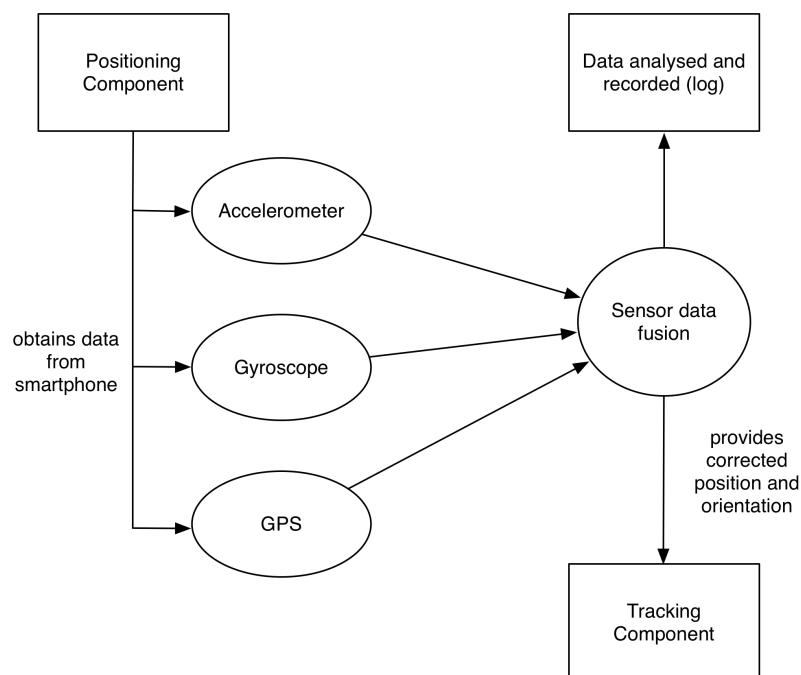 Positioning
Component
Data analysed and
recorded (log)
Accelerometer
Sensor data
fusion
obtains data
from
smartphone
Gyroscope
provides
corrected
position and
orientation
GPS
Tracking
Component